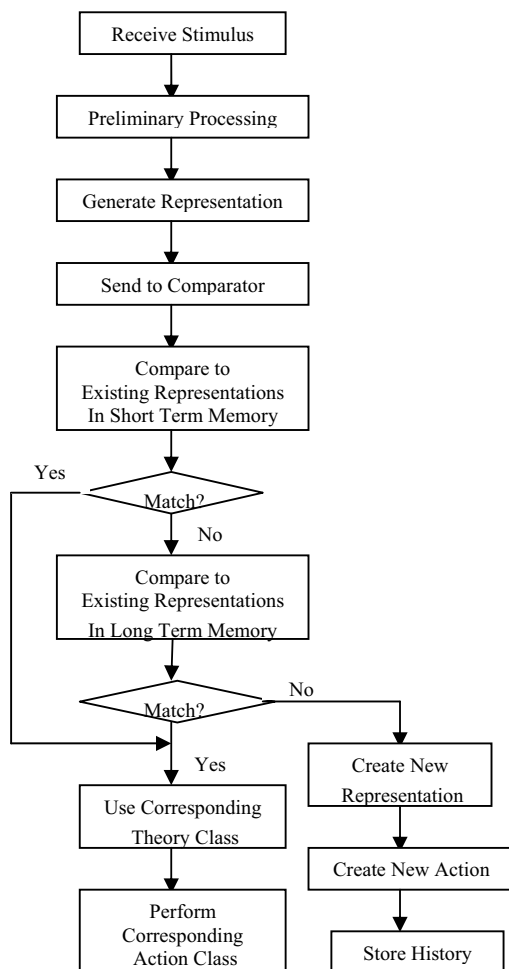 Receive Stimulus
Preliminary Processing
Generate Representation
Send to Comparator
Compare to
Existing Representations
In Short Term Memory
Yes
Match?
No
Compare to
Existing Representations
In Long Term Memory
No
Match?
Yes
Create New
Representation
Use Corresponding
Theory Class
Create New Action
Perform
Corresponding
Action Class
Store History